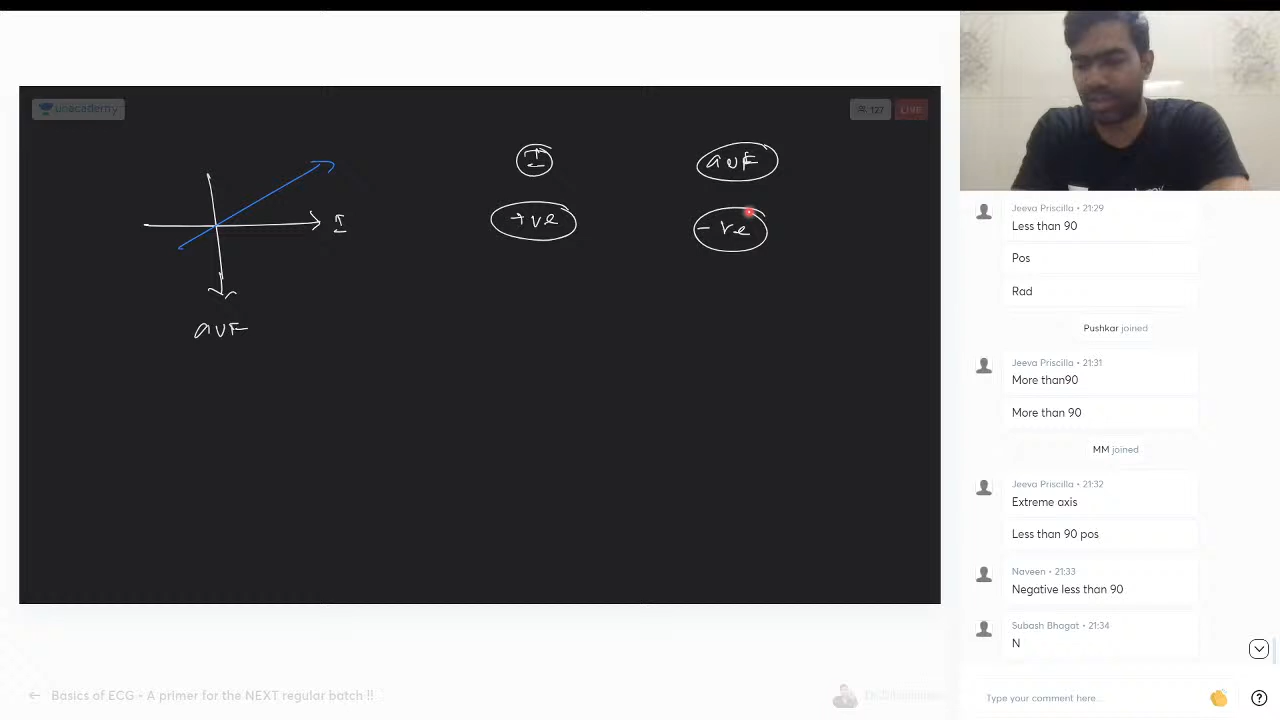 unacademy
127
LIVE
I
avF
+ve
-ve
I
avF
Jeeva Priscilla • 21:29
Less than 90
Pos
Rad
Pushkar joined
Jeeva Priscilla • 21:31
More than90
More than 90
MM joined
Jeeva Priscilla • 21:32
Extreme axis
Less than 90 pos
Naveen • 21:33
Negative less than 90
Subash Bhagat • 21:34
N
Basics of ECG - A primer for the NEXT regular batch !!
Type your comment here...